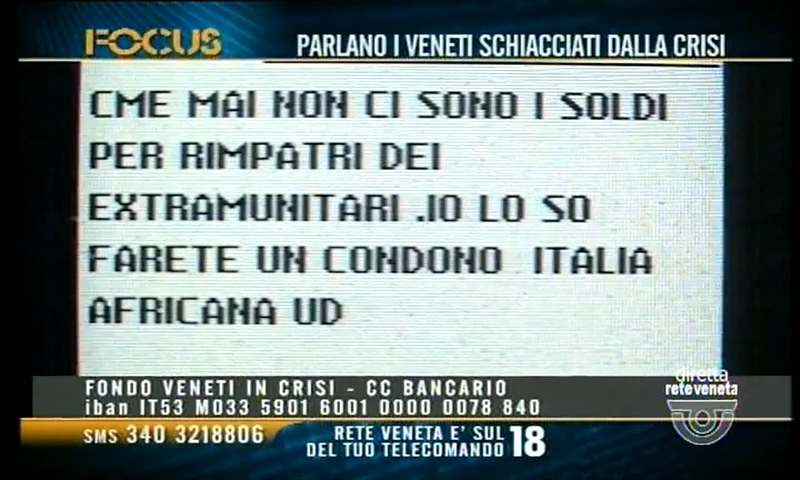 FOCUS
PARLANO I VENETI SCHIACCIATI DALLA CRISI
CME MAI NON CI SONO I SOLDI
PER RIMPATRI DEI
EXTRAMUNITARI .IO LO SO
FARETE UN CONDONO ITALIA
AFRICANA UD
FONDO VENETI IN CRISI - CC BANCARIO
iban IT53 M033 5901 6001 0000 0078 840
diretta
reteveneta
SMS 340 3218806
RETE VENETA E' SUL
DEL TUO TELECOMANDO 18